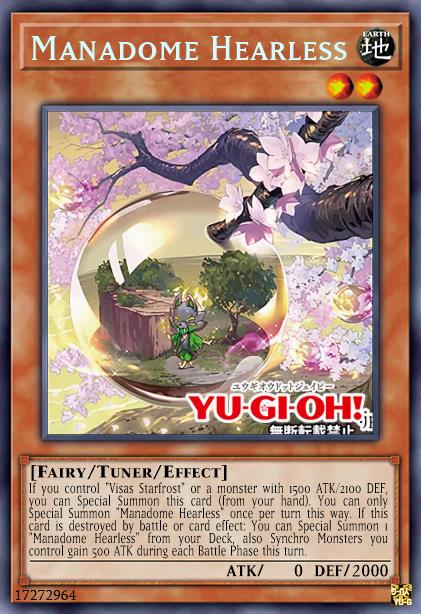 MANADOME HEARLESS
EARTH
地
ユウギオウドットジェイピー
YU-GI-OH!
無断転載禁止
[FAIRY/TUNER/EFFECT]
If you control "Visas Starfrost" or a monster with 1500 ATK/2100 DEF,
you can Special Summon this card (from your hand). You can only
Special Summon "Manadome Hearless" once per turn this way. If this
card is destroyed by battle or card effect: You can Special Summon 1
"Manadome Hearless" from your Deck, also Synchro Monsters you
control gain 500 ATK during each Battle Phase this turn.
ATK/ 0 DEF/2000
17272964